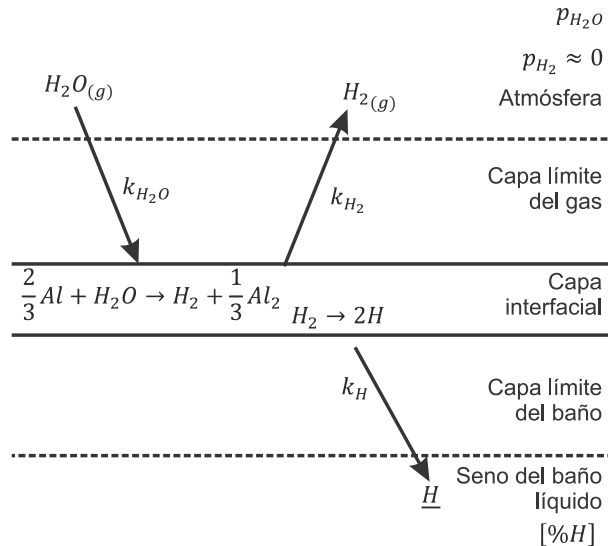 p_{H_2O}
p_{H_2} ≈ 0
Atmósfera
H_2O_{(g)}
H_{2(g)}
k_{H_2O}
k_{H_2}
Capa límite
del gas
\frac{2}{3}Al + H_2O → H_2 + \frac{1}{3}Al_2
H_2 → 2H
Capa
interfacial
k_H
Capa límite
del baño
H
Seno del baño
líquido
[%H]